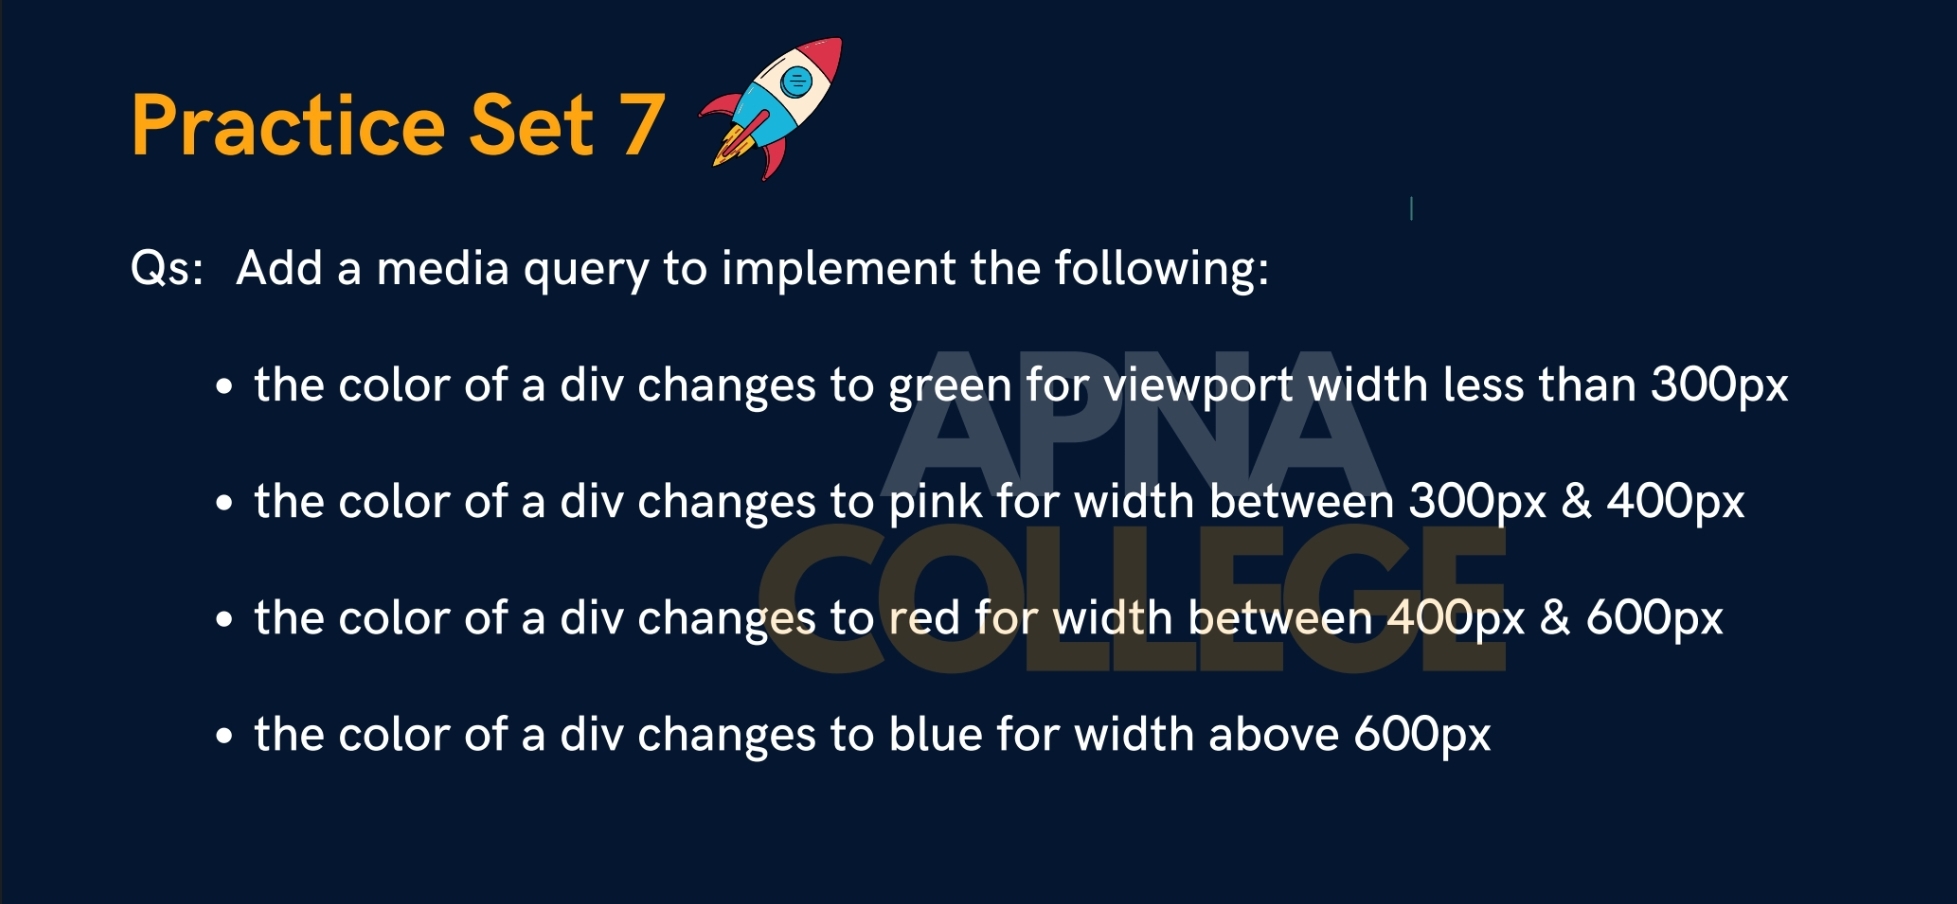 Practice Set 7
Qs: Add a media query to implement the following:
• the color of a div changes to green for viewport width less than 300px
• the color of a div changes to pink for width between 300px & 400px
• the color of a div changes to red for width between 400px & 600px
• the color of a div changes to blue for width above 600px
APNA
COLLEGE